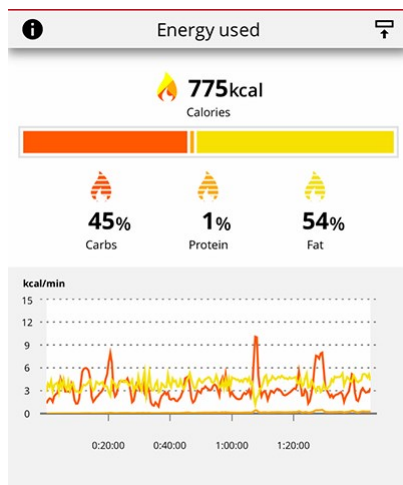 Energy used
775kcal
Calories
45% 1% 54%
Carbs Protein Fat
kcal/min
15
12
9
6
3
0
0:20:00 0:40:00 1:00:00 1:20:00